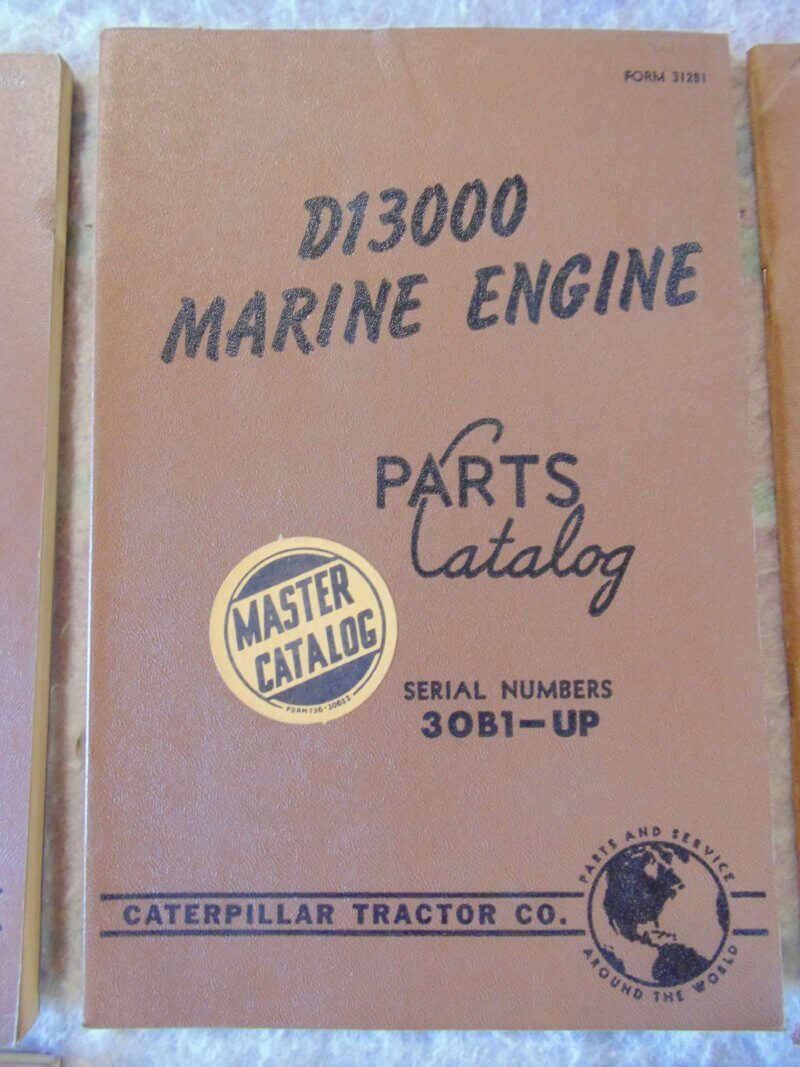 FORM 31281
D13000
MARINE ENGINE
PARTS
Catalog
MASTER
CATALOG
SERIAL NUMBERS
30B1-UP
PARTS AND SERVICE
CATERPILLAR TRACTOR CO.
AROUND THE WORLD